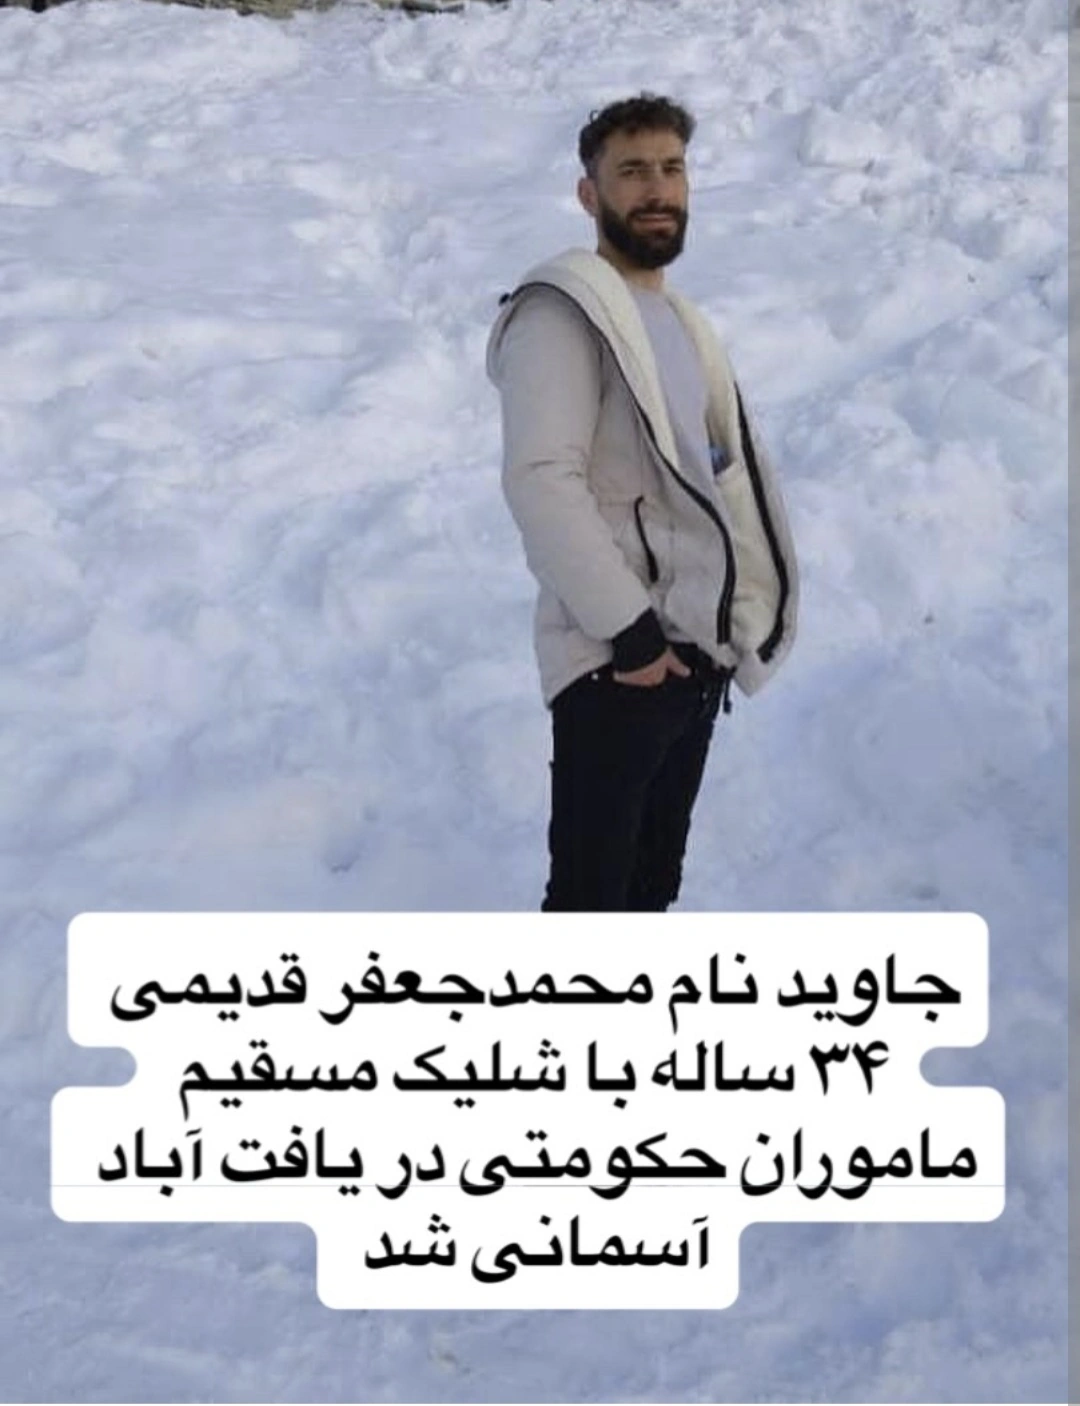 جاوید نام محمدجعفر قدیمی
۳۴ ساله با شلیک مسقیم
ماموران حکومتی در یافت آباد
آسمانی شد